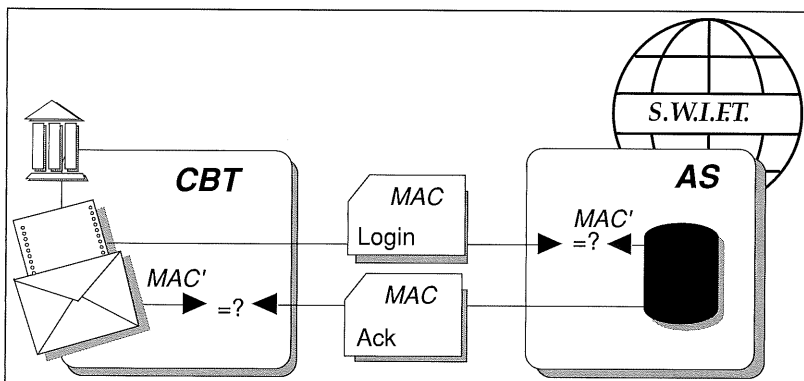 S.W.I.F.T.
CBT
AS
MAC
Login
MAC'
=?
MAC'
=?
MAC
Ack